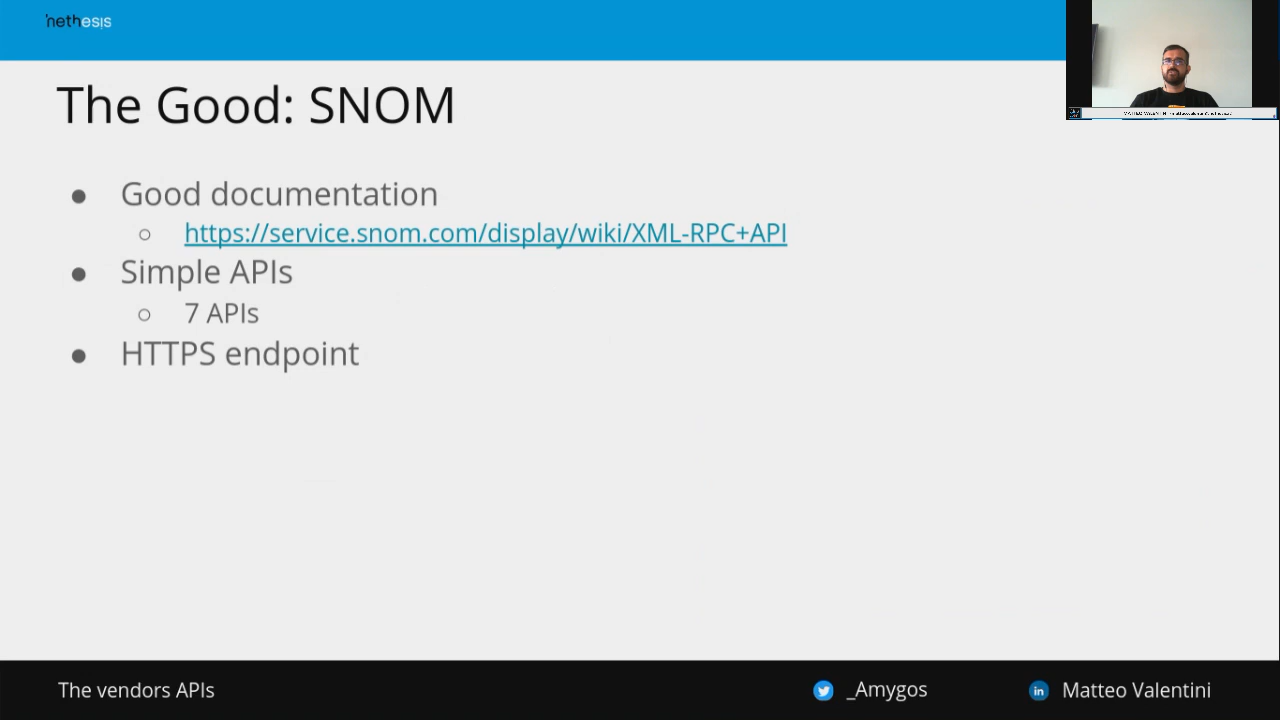 nethesis
The Good: SNOM
● Good documentation
○ https://service.snom.com/display/wiki/XML-RPC+API
● Simple APIs
○ 7 APIs
● HTTPS endpoint
The vendors APIs
_Amygos
in
Matteo Valentini